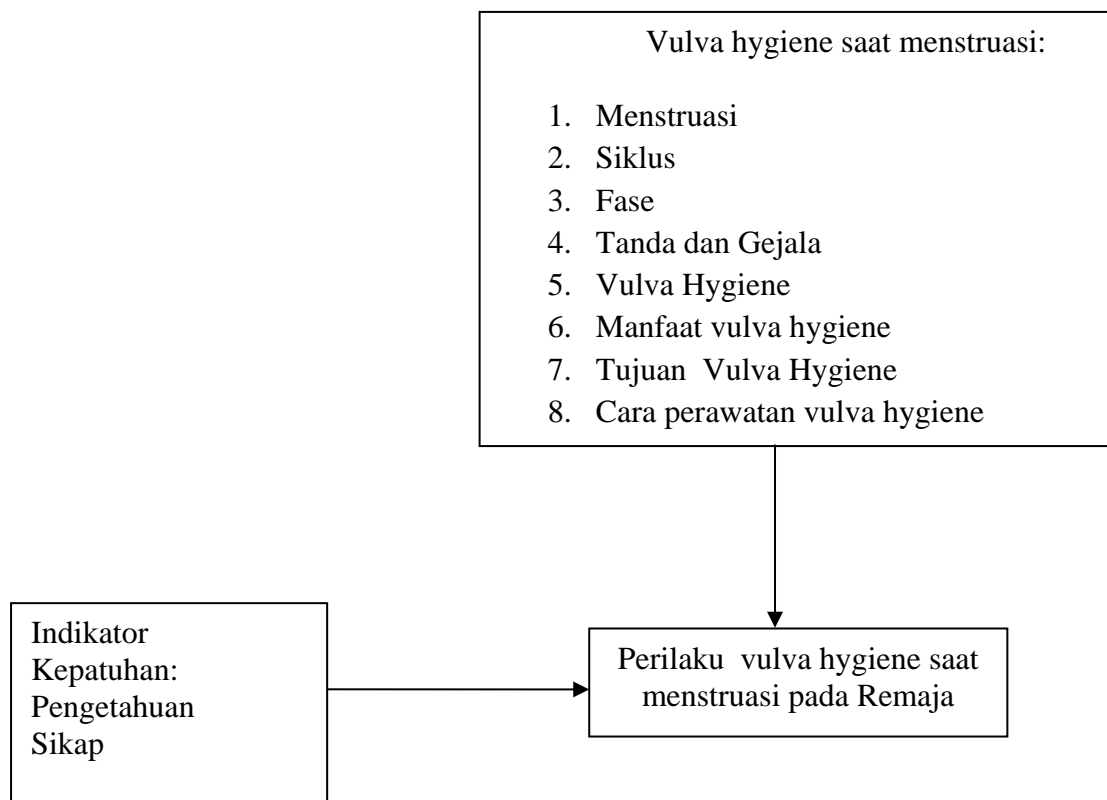 Vulva hygiene saat menstruasi:
1. Menstruasi
2. Siklus
3. Fase
4. Tanda dan Gejala
5. Vulva Hygiene
6. Manfaat vulva hygiene
7. Tujuan  Vulva Hygiene
8. Cara perawatan vulva hygiene
Indikator
Kepatuhan:
Pengetahuan
Sikap
Perilaku  vulva hygiene saat
menstruasi pada Remaja